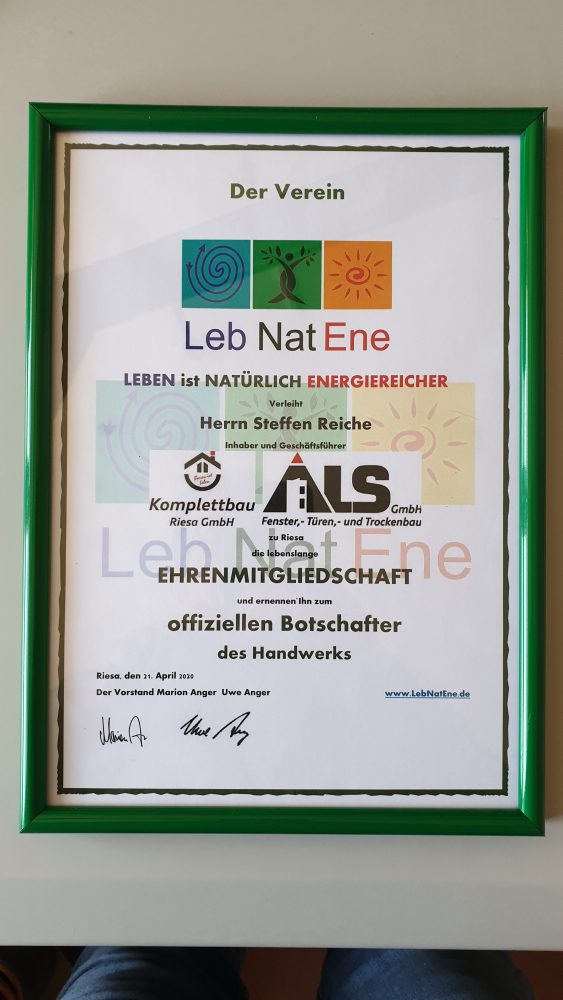 Der Verein
Leb Nat Ene
LEBEN ist NATÜRLICH ENERGIEREICHER
Verleiht
Herrn Steffen Reiche
Inhaber und Geschäftsführer
Komplettbau
Riesa GmbH
ALS GmbH
Fenster,- Türen,- und Trockenbau
zu Riesa
die lebenslange
Leb Nat Ene
EHRENMITGLIEDSCHAFT
und ernennen Ihn zum
offiziellen Botschafter
des Handwerks
Riesa, den 21. April 2020
Der Vorstand Marion Anger Uwe Anger
www.LebNatEne.de